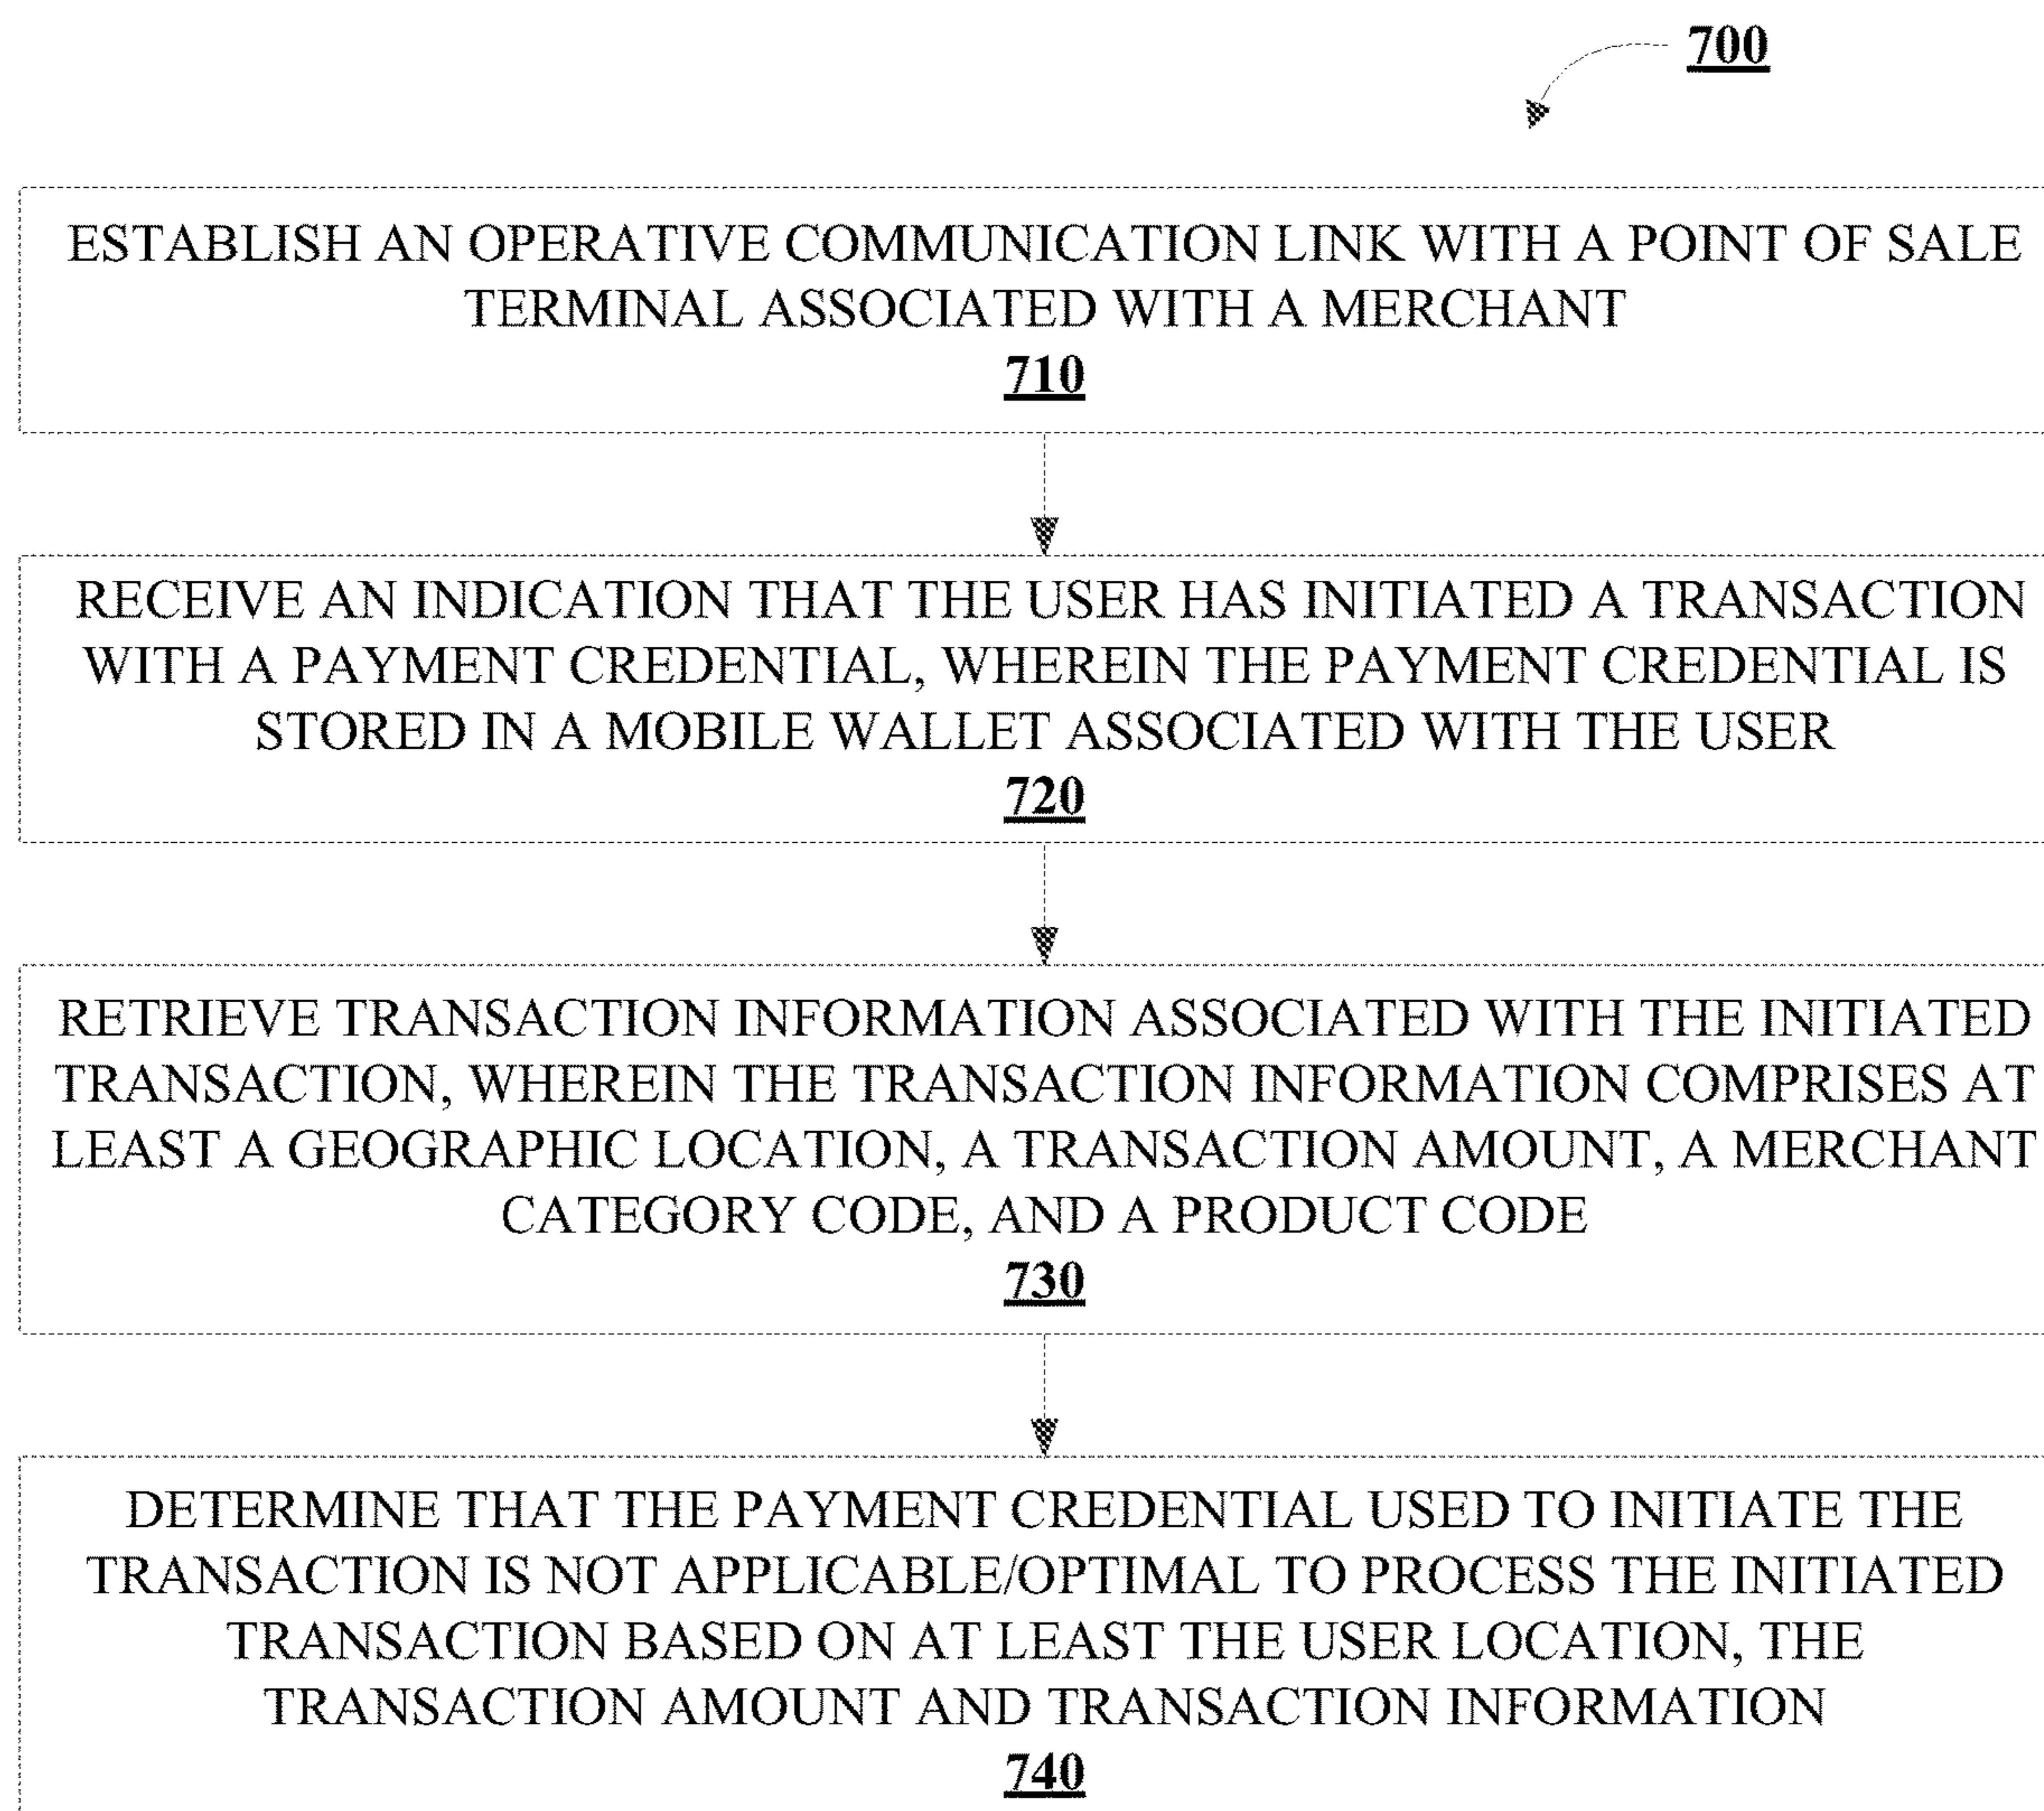 700
ESTABLISH AN OPERATIVE COMMUNICATION LINK WITH A POINT OF SALE
TERMINAL ASSOCIATED WITH A MERCHANT
710
RECEIVE AN INDICATION THAT THE USER HAS INITIATED A TRANSACTION
WITH A PAYMENT CREDENTIAL, WHEREIN THE PAYMENT CREDENTIAL IS
STORED IN A MOBILE WALLET ASSOCIATED WITH THE USER
720
RETRIEVE TRANSACTION INFORMATION ASSOCIATED WITH THE INITIATED
TRANSACTION, WHEREIN THE TRANSACTION INFORMATION COMPRISES AT
LEAST A GEOGRAPHIC LOCATION, A TRANSACTION AMOUNT, A MERCHANT
CATEGORY CODE, AND A PRODUCT CODE
730
DETERMINE THAT THE PAYMENT CREDENTIAL USED TO INITIATE THE
TRANSACTION IS NOT APPLICABLE/OPTIMAL TO PROCESS THE INITIATED
TRANSACTION BASED ON AT LEAST THE USER LOCATION, THE
TRANSACTION AMOUNT AND TRANSACTION INFORMATION
740